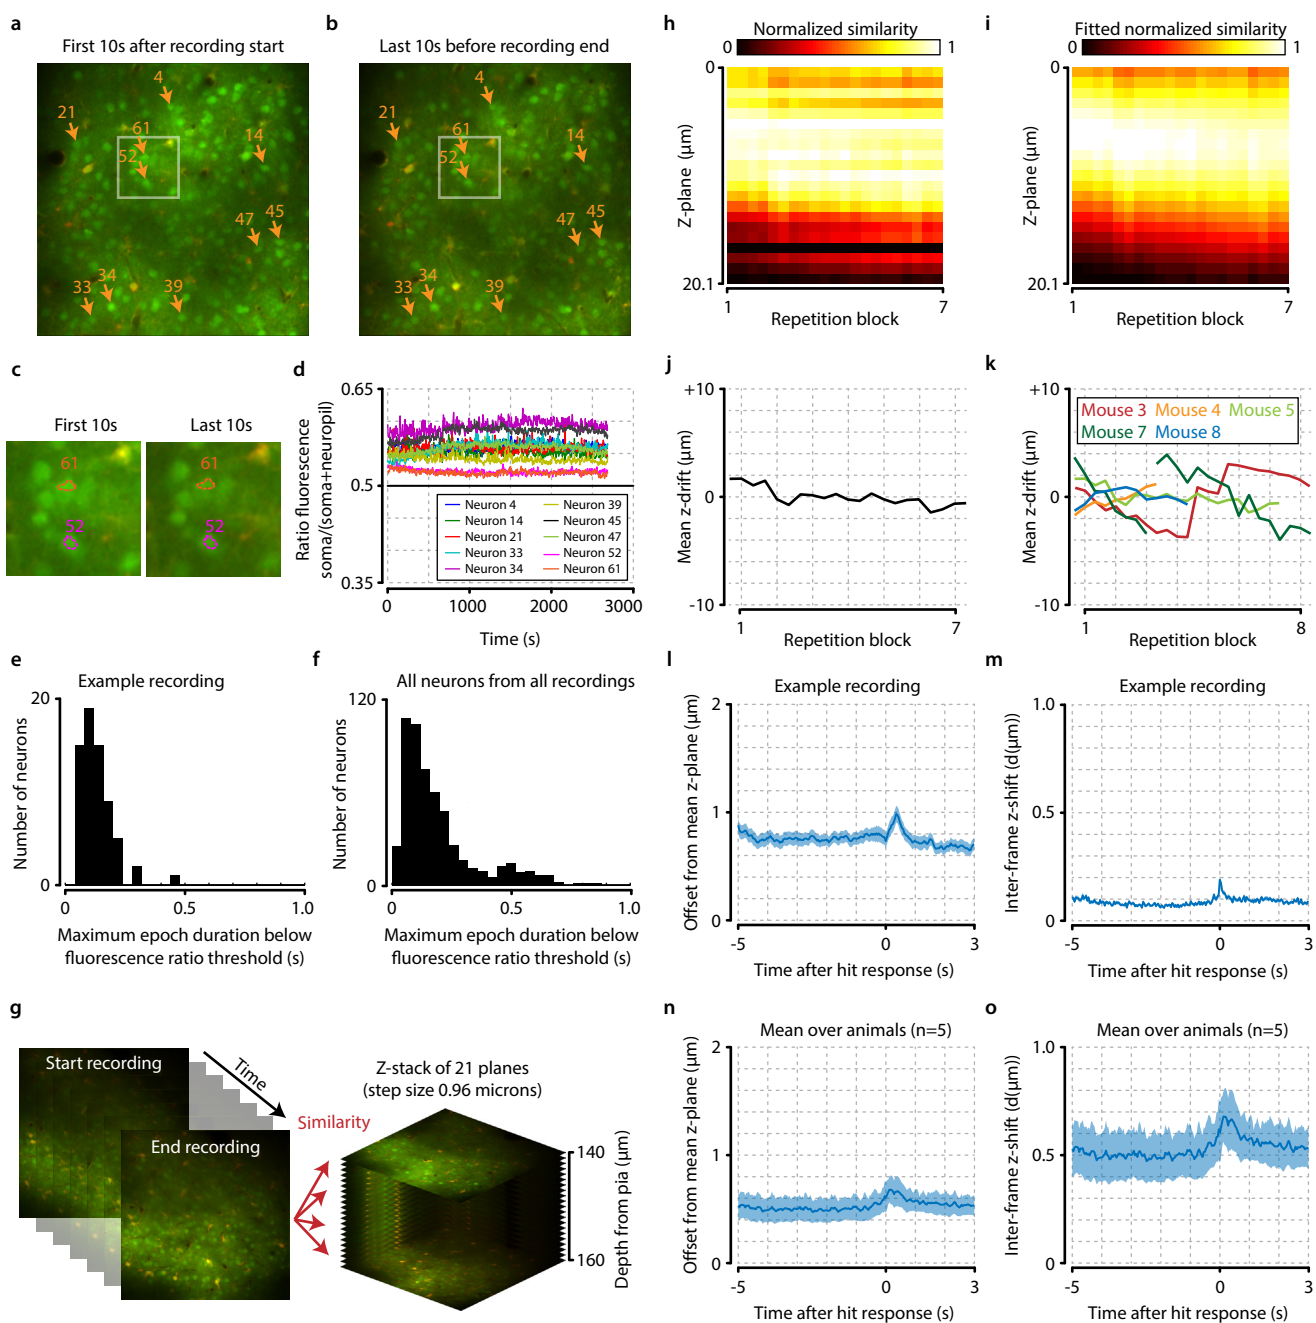 a
First 10s after recording start
4
21
61
14
52
45
47
34
33
39
b
Last 10s before recording end
4
21
61
14
52
45
47
34
33
39
c
First 10s
Last 10s
61
52
61
52
d
Ratio fluorescence
soma/(soma+neuropil)
0.65
0.5
0.35
Neuron 4
Neuron 14
Neuron 21
Neuron 33
Neuron 34
Neuron 39
Neuron 45
Neuron 47
Neuron 52
Neuron 61
0
1000
2000
3000
Time (s)
e
Example recording
Number of neurons
20
0
0
0.5
1.0
Maximum epoch duration below
fluorescence ratio threshold (s)
f
All neurons from all recordings
Number of neurons
120
0
0
0.5
1.0
Maximum epoch duration below
fluorescence ratio threshold (s)
g
Start recording
Time
End recording
Similarity
Z-stack of 21 planes
(step size 0.96 microns)
140
160
Depth from pia (µm)
h
Normalized similarity
0
1
Z-plane (µm)
0
20.1
1
7
Repetition block
i
Fitted normalized similarity
0
1
Z-plane (µm)
0
20.1
1
7
Repetition block
j
Mean z-drift (µm)
+10
0
-10
1
7
Repetition block
k
Mean z-drift (µm)
+10
0
-10
Mouse 3 Mouse 4 Mouse 5
Mouse 7 Mouse 8
1
8
Repetition block
l
Example recording
Offset from mean z-plane (µm)
2
1
0
-5
0
3
Time after hit response (s)
m
Example recording
Inter-frame z-shift (d(µm))
1.0
0.5
0
-5
0
3
Time after hit response (s)
n
Mean over animals (n=5)
Offset from mean z-plane (µm)
2
1
0
-5
0
3
Time after hit response (s)
o
Mean over animals (n=5)
Inter-frame z-shift (d(µm))
1.0
0.5
0
-5
0
3
Time after hit response (s)